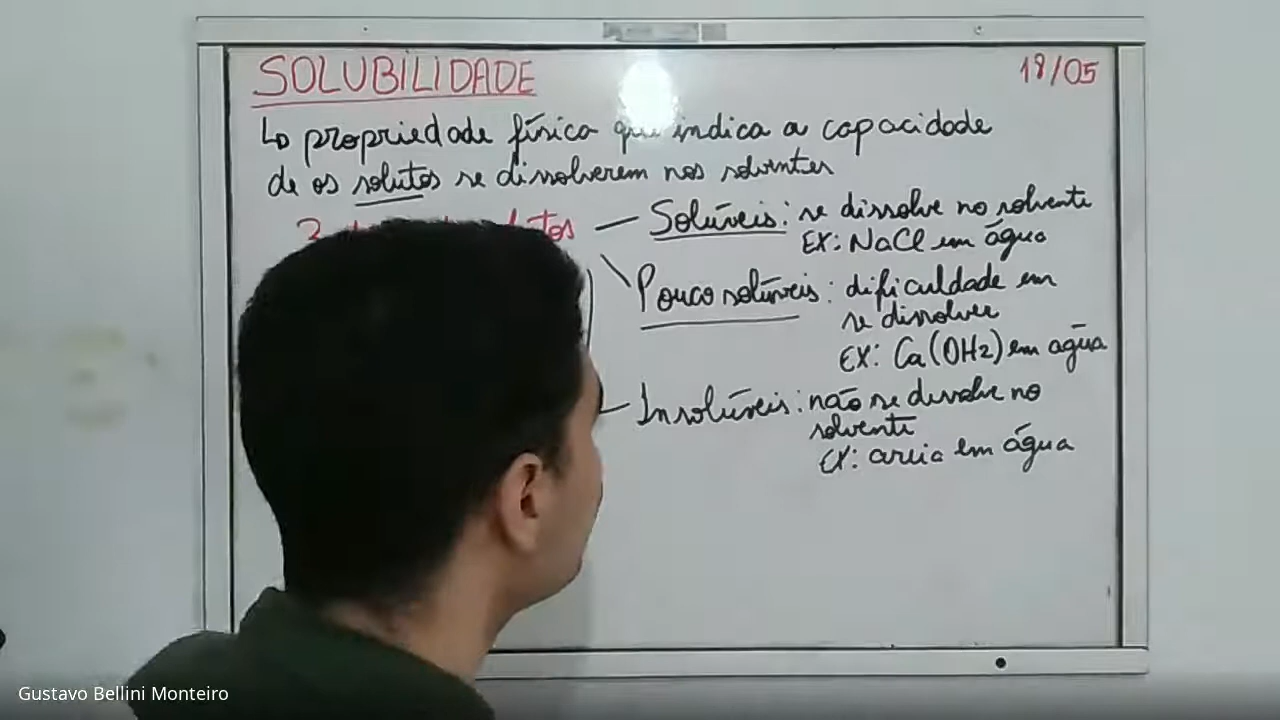 SOLUBILIDADE
18/05
↳ propriedade física que indica a capacidade
de os solutos se dissolverem nos solventes
3
Solúveis: se dissolve no solvente
EX: NaCl em água
Pouco solúveis: dificuldade em
se dissolver
EX: Ca(OH2) em água
Insolúveis: não se dissolve no
solvente
EX: areia em água
Gustavo Bellini Monteiro